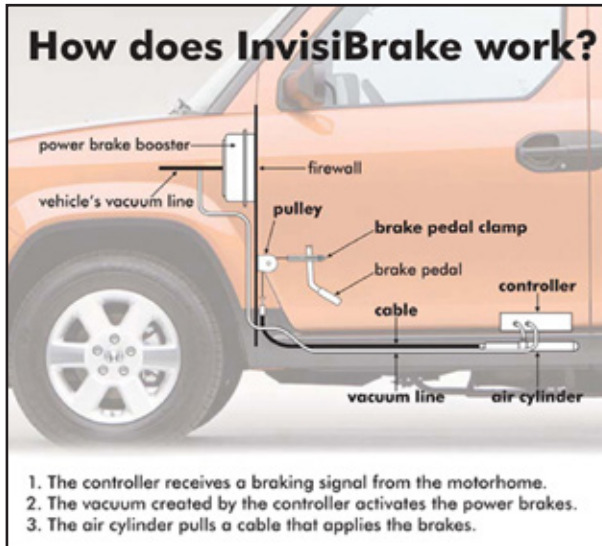 How does InvisiBrake work?
power brake booster
firewall
vehicle's vacuum line
pulley
brake pedal clamp
brake pedal
controller
cable
vacuum line
air cylinder
1. The controller receives a braking signal from the motorhome.
2. The vacuum created by the controller activates the power brakes.
3. The air cylinder pulls a cable that applies the brakes.